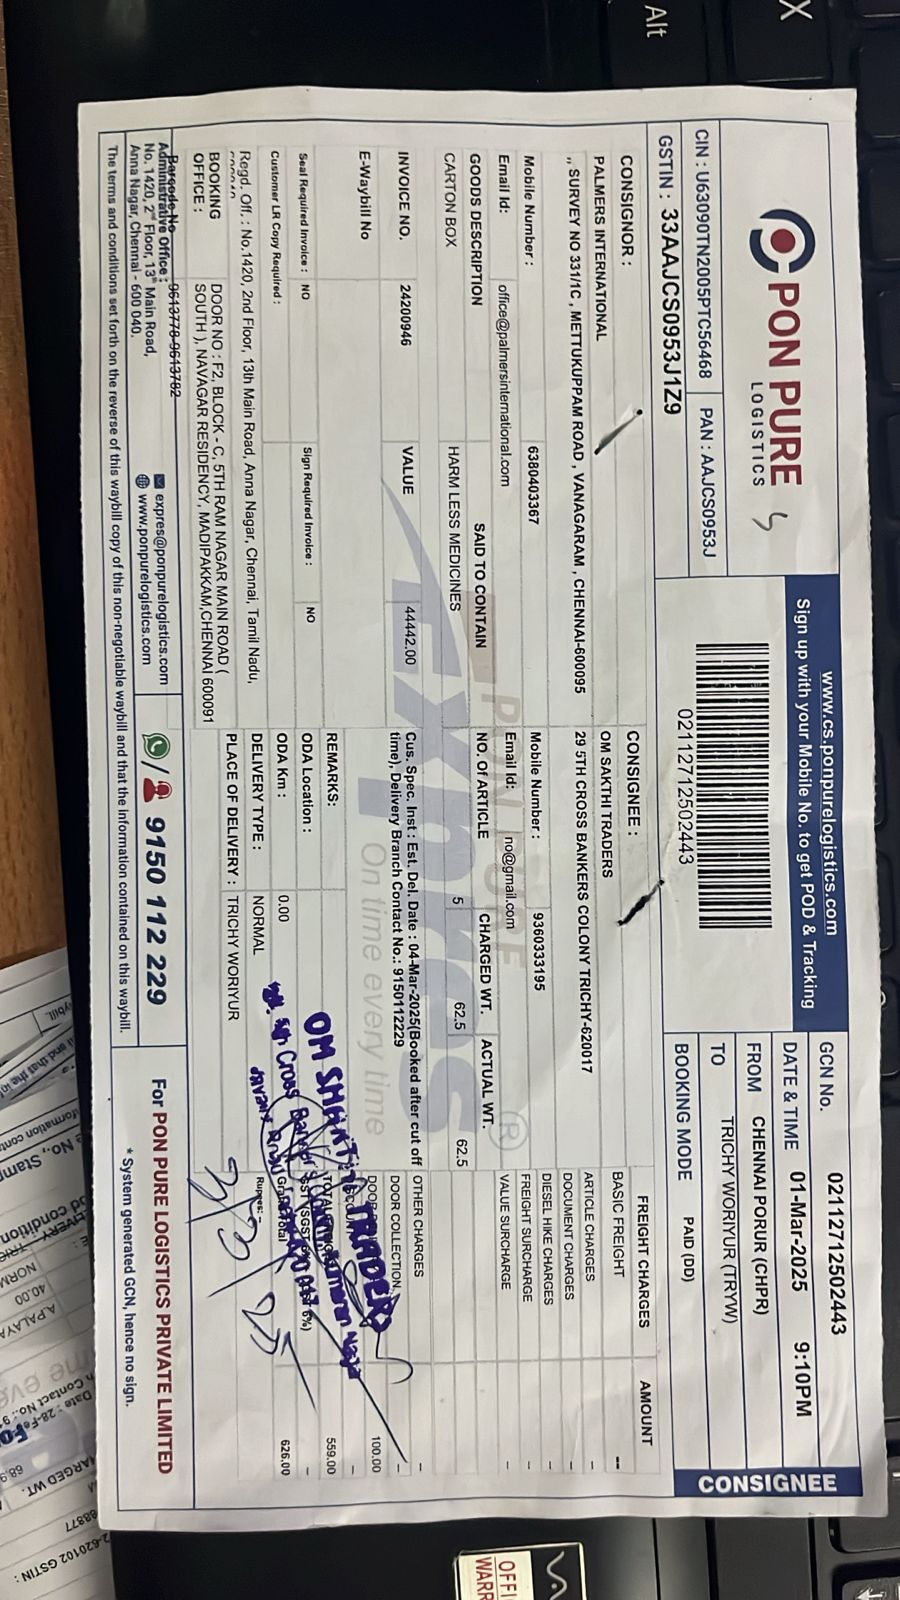 PON PURE
LOGISTICS
www.cs.ponpurelogistics.com
Sign up with your Mobile No. to get POD & Tracking
CIN : U63090TN2005PTC56468 PAN : AAJCS0953J
GSTIN : 33AAJCS0953J1Z9
02112712502443
GCN No. 02112712502443
DATE & TIME 01-Mar-2025 9:10PM
FROM CHENNAI PORUR (CHPR)
TO TRICHY WORIYUR (TRYW)
BOOKING MODE PAID (DD)
CONSIGNEE
CONSIGNOR :
PALMERS INTERNATIONAL
,, SURVEY NO 331/1C , METTUKUPPAM ROAD , VANAGARAM , CHENNAI-600095
Mobile Number : 6380403367
Email Id: office@palmersinternational.com
CONSIGNEE :
OM SAKTHI TRADERS
29 5TH CROSS BANKERS COLONY TRICHY-620017
Mobile Number : 9360333195
Email Id: no@gmail.com
GOODS DESCRIPTION SAID TO CONTAIN NO. Of ARTICLE CHARGED WT. ACTUAL WT.
CARTON BOX HARM LESS MEDICINES 5 62.5 62.5
INVOICE NO. 24200946 VALUE 44442.00
Cus. Spec. Inst : Est. Del. Date : 04-Mar-2025(Booked after cut off
time), Delivery Branch Contact No.: 9150112229
E-Waybill No
REMARKS:
Seal Required Invoice : NO Sign Required Invoice : NO
ODA Location :
Customer LR Copy Required :
ODA Km : 0.00
Regd. Off. : No.1420, 2nd Floor, 13th Main Road, Anna Nagar, Chennai, Tamil Nadu,
DELIVERY TYPE : NORMAL
BOOKING OFFICE : DOOR NO : F2, BLOCK - C, 5TH RAM NAGAR MAIN ROAD (
SOUTH ), NAVAGAR RESIDENCY, MADIPAKKAM,CHENNAI 600091
PLACE OF DELIVERY : TRICHY WORIYUR
FREIGHT CHARGES AMOUNT
BASIC FREIGHT --
ARTICLE CHARGES --
DOCUMENT CHARGES --
DIESEL HIKE CHARGES --
FREIGHT SURCHARGE --
VALUE SURCHARGE --
OTHER CHARGES --
DOOR COLLECTION --
100.00
559.00
Grand Total 626.00
Rupees:--
PON PURE
Express
On time every time
OM SHAKTHI TRADERS
5th Cross
Barcode No 9613778-9613782
Administrative Office :
No. 1420, 2nd Floor, 13th Main Road,
Anna Nagar, Chennai - 600 040.
expres@ponpurelogistics.com
www.ponpurelogistics.com
9150 112 229
For PON PURE LOGISTICS PRIVATE LIMITED
* System generated GCN, hence no sign.
The terms and conditions set forth on the reverse of this waybill copy of this non-negotiable waybill and that the information contained on this waybill.
Alt
X